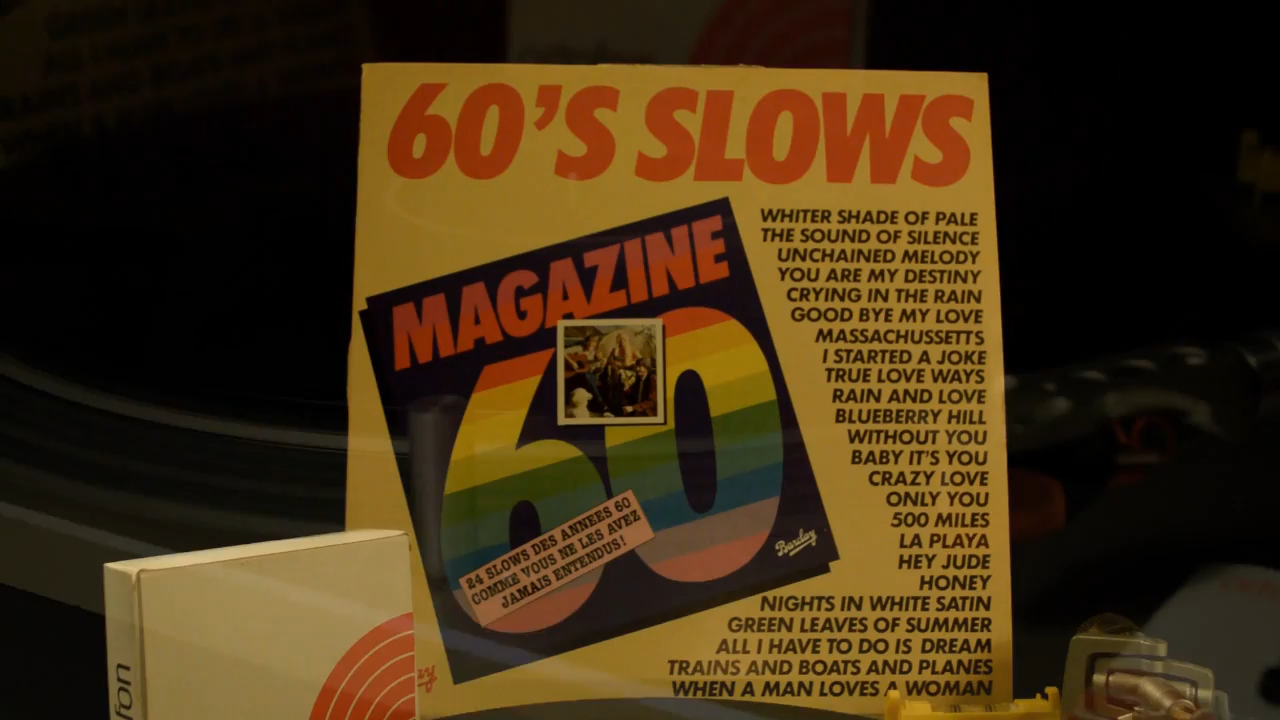 60'S SLOWS
MAGAZINE
60
24 SLOWS DES ANNEES 60
COMME VOUS NE LES AVEZ
JAMAIS ENTENDUS!
Barclay
WHITER SHADE OF PALE
THE SOUND OF SILENCE
UNCHAINED MELODY
YOU ARE MY DESTINY
CRYING IN THE RAIN
GOOD BYE MY LOVE
MASSACHUSSETTS
I STARTED A JOKE
TRUE LOVE WAYS
RAIN AND LOVE
BLUEBERRY HILL
WITHOUT YOU
BABY IT'S YOU
CRAZY LOVE
ONLY YOU
500 MILES
LA PLAYA
HEY JUDE
HONEY
NIGHTS IN WHITE SATIN
GREEN LEAVES OF SUMMER
ALL I HAVE TO DO IS DREAM
TRAINS AND BOATS AND PLANES
WHEN A MAN LOVES A WOMAN
fon
ay